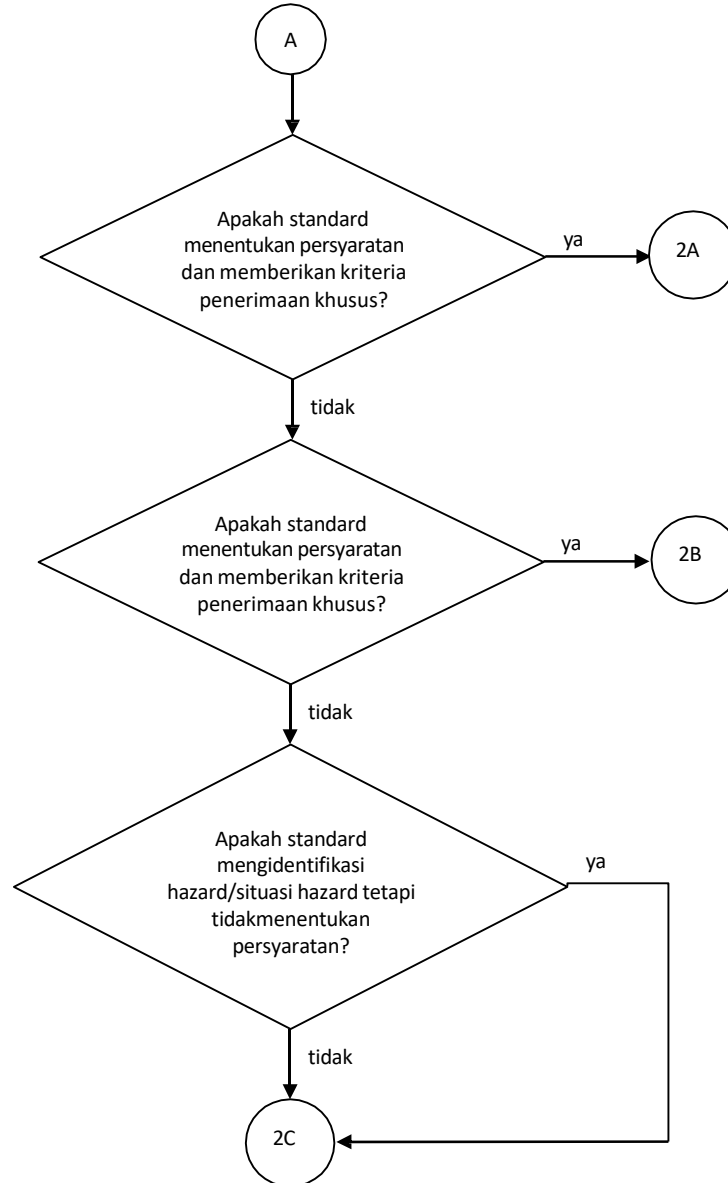 A
Apakah standard
menentukan persyaratan
dan memberikan kriteria
penerimaan khusus?
ya
2A
tidak
Apakah standard
menentukan persyaratan
dan memberikan kriteria
penerimaan khusus?
ya
2B
tidak
Apakah standard
mengidentifikasi
hazard/situasi hazard tetapi
tidakmenentukan
persyaratan?
ya
tidak
2C